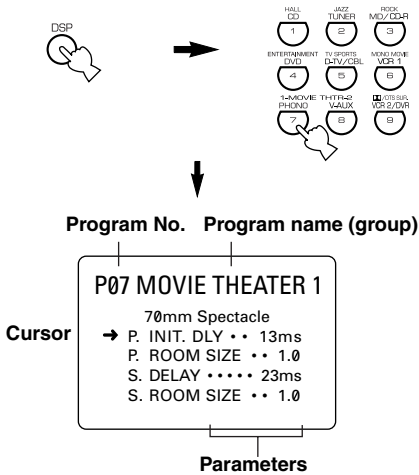 DSP
HALL JAZZ ROCK
CD TUNER MD/CD-R
1 2 3
ENTERTAINMENT TV SPORTS MONO MOVIE
DVD D-TV/CBL VCR 1
4 5 6
1-MOVIE THTR-2 /DTS SUR.
PHONO V-AUX VCR 2/DVR
7 8 9
Program No. Program name (group)
P07 MOVIE THEATER 1
70mm Spectacle
Cursor
➔ P. INIT. DLY •• 13ms
P. ROOM SIZE •• 1.0
S. DELAY ••••• 23ms
S. ROOM SIZE •• 1.0
Parameters